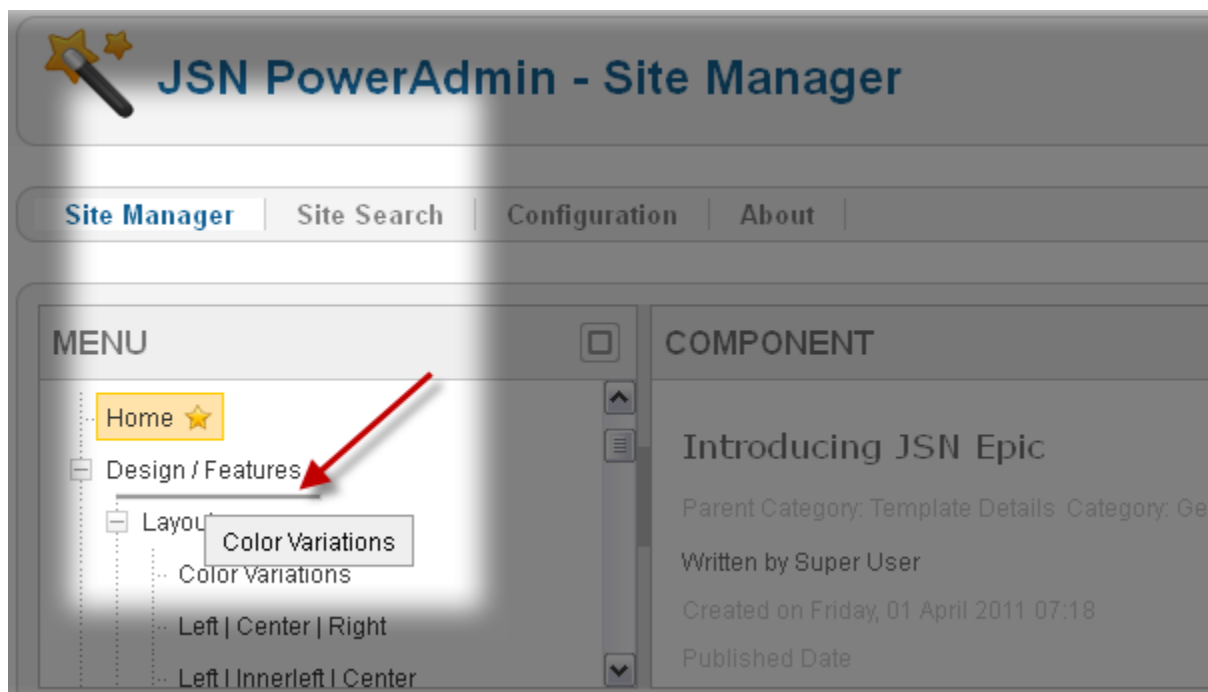 JSN PowerAdmin - Site Manager
Site Manager Site Search Configuration About
MENU
COMPONENT
Home
Design / Features
Color Variations
Color Variations
Left | Center | Right
Left | Innerleft | Center
Introducing JSN Epic
Parent Category: Template Details Category: Ge
Written by Super User
Created on Friday, 01 April 2011 07:18
Published Date